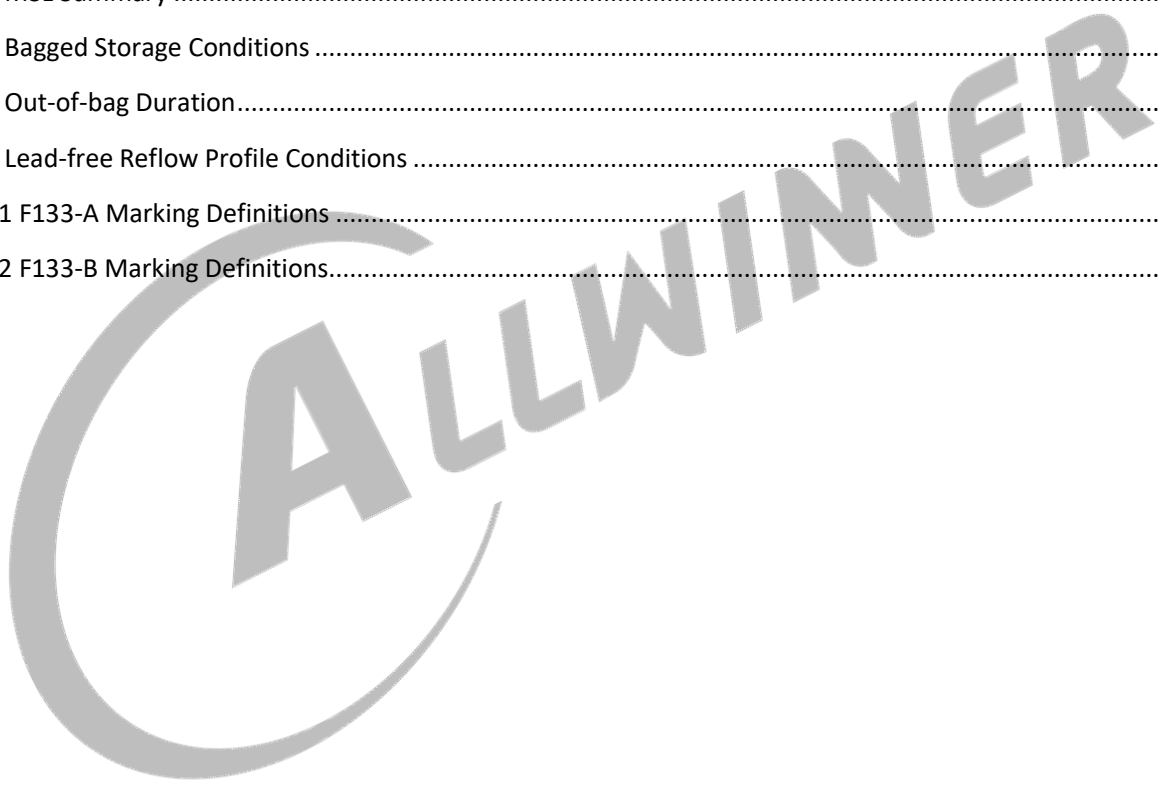 Bagged Storage Conditions ................................................................
Out-of-bag Duration................................................................
Lead-free Reflow Profile Conditions ................................................................
1 F133-A Marking Definitions ................................................................
2 F133-B Marking Definitions................................................................
ALLWINNER